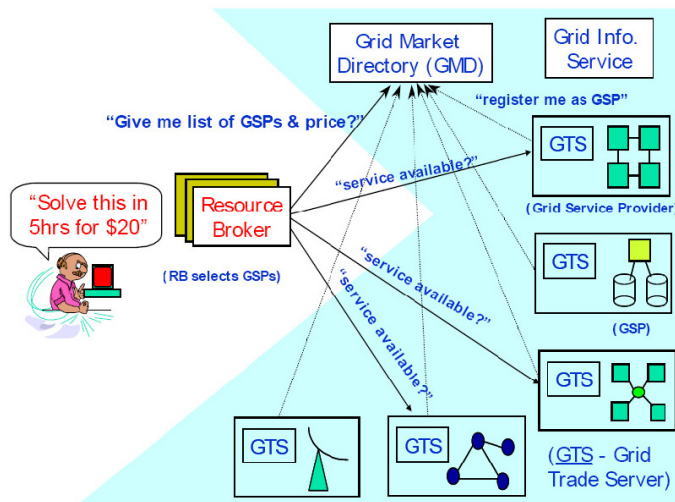 Grid Market
Directory (GMD)
Grid Info.
Service
“Give me list of GSPs & price?”
“register me as GSP”
GTS
“service available?”
(Grid Service Provider)
“Solve this in
5hrs for $20”
Resource
Broker
(RB selects GSPs)
GTS
(GSP)
“service available?”
“service available?”
GTS
GTS
GTS
(GTS - Grid
Trade Server)